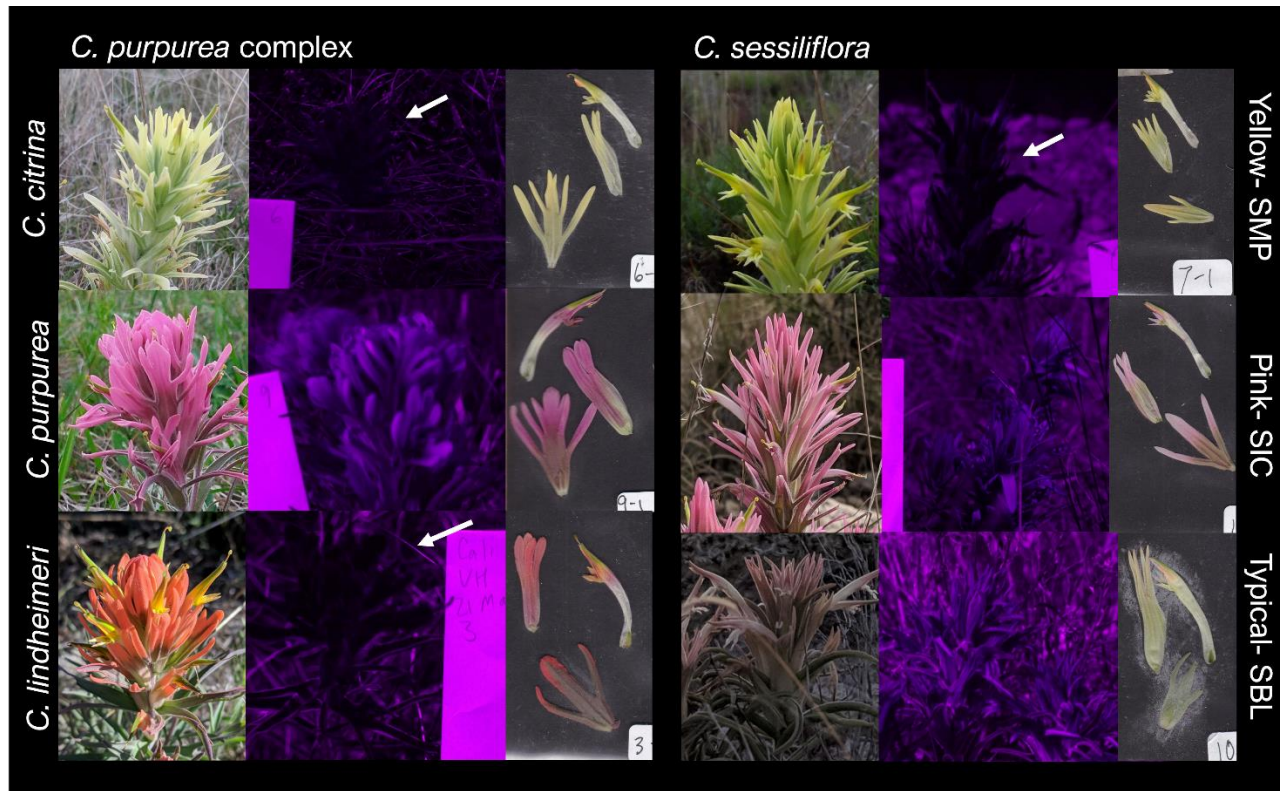 C. purpurea complex
C. sessiliflora
C. citrina
6-
7-1
Yellow- SMP
C. purpurea
9-1
Pink- SIC
C. lindheimeri
3-
10
Typical- SBL